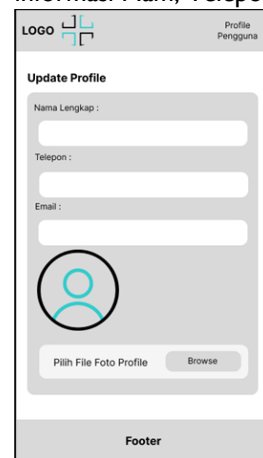 LOGO
Profile
Pengguna
Update Profile
Nama Lengkap :
Telepon :
Email :
Pilih File Foto Profile
Browse
Footer